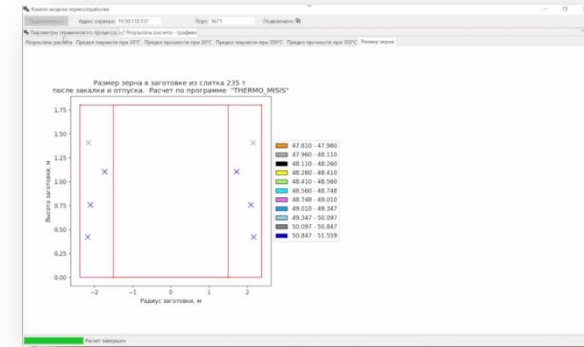 Клиент модели термообработки
Адрес сервера: 10.50.110.137 Порт: 5671 Подключено:
Параметры термического процесса Результаты расчета - графики
Результаты расчёта Предел текучести при 20°C Предел прочности при 20°C Предел текучести при 350°C Предел прочности при 350°C Размер зерна
Размер зерна в заготовке из слитка 235 т
после закалки и отпуска. Расчет по программе "THERMO_MISIS"
Высота заготовки, м
1.75
1.50
1.25
1.00
0.75
0.50
0.25
0.00
−2 −1 0 1 2
Радиус заготовки, м
47.810 - 47.960
47.960 - 48.110
48.110 - 48.260
48.260 - 48.410
48.410 - 48.560
48.560 - 48.748
48.748 - 49.010
49.010 - 49.347
49.347 - 50.097
50.097 - 50.847
50.847 - 51.559
Расчет завершен